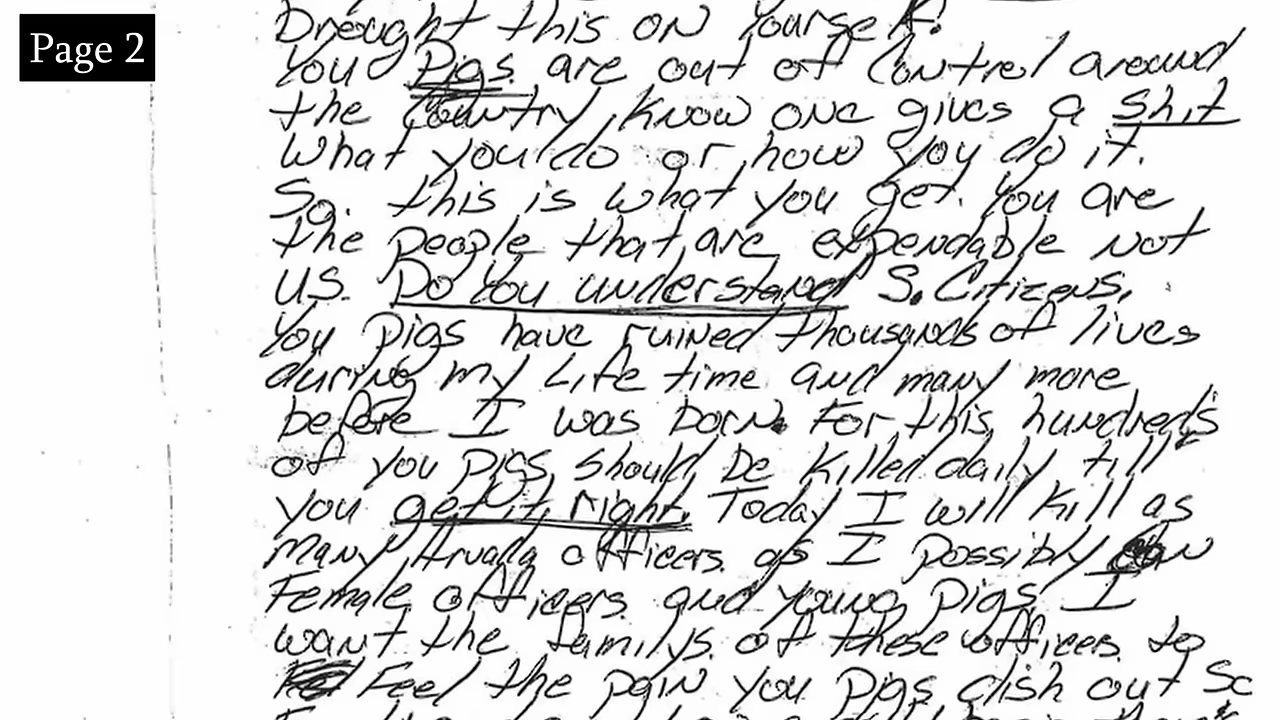 Page 2
Brought this on Yourself.
You Pigs are out of Control around
the Country, Know one gives a Shit
What you do or how you do it.
So. this is what you get. You are
the people that are expendable not
US. Do You understand S. Citizens.
You Pigs have ruined thousands of lives
during my Life time and many more
before I was born. For this hundred's
of you Pigs should be Killed daily till
you get it right. Today I will Kill as
Many Arvada officers as I possibly can
Female officers and young Pigs I
want the familys of these officers to
Feel the pain you Pigs dish out So